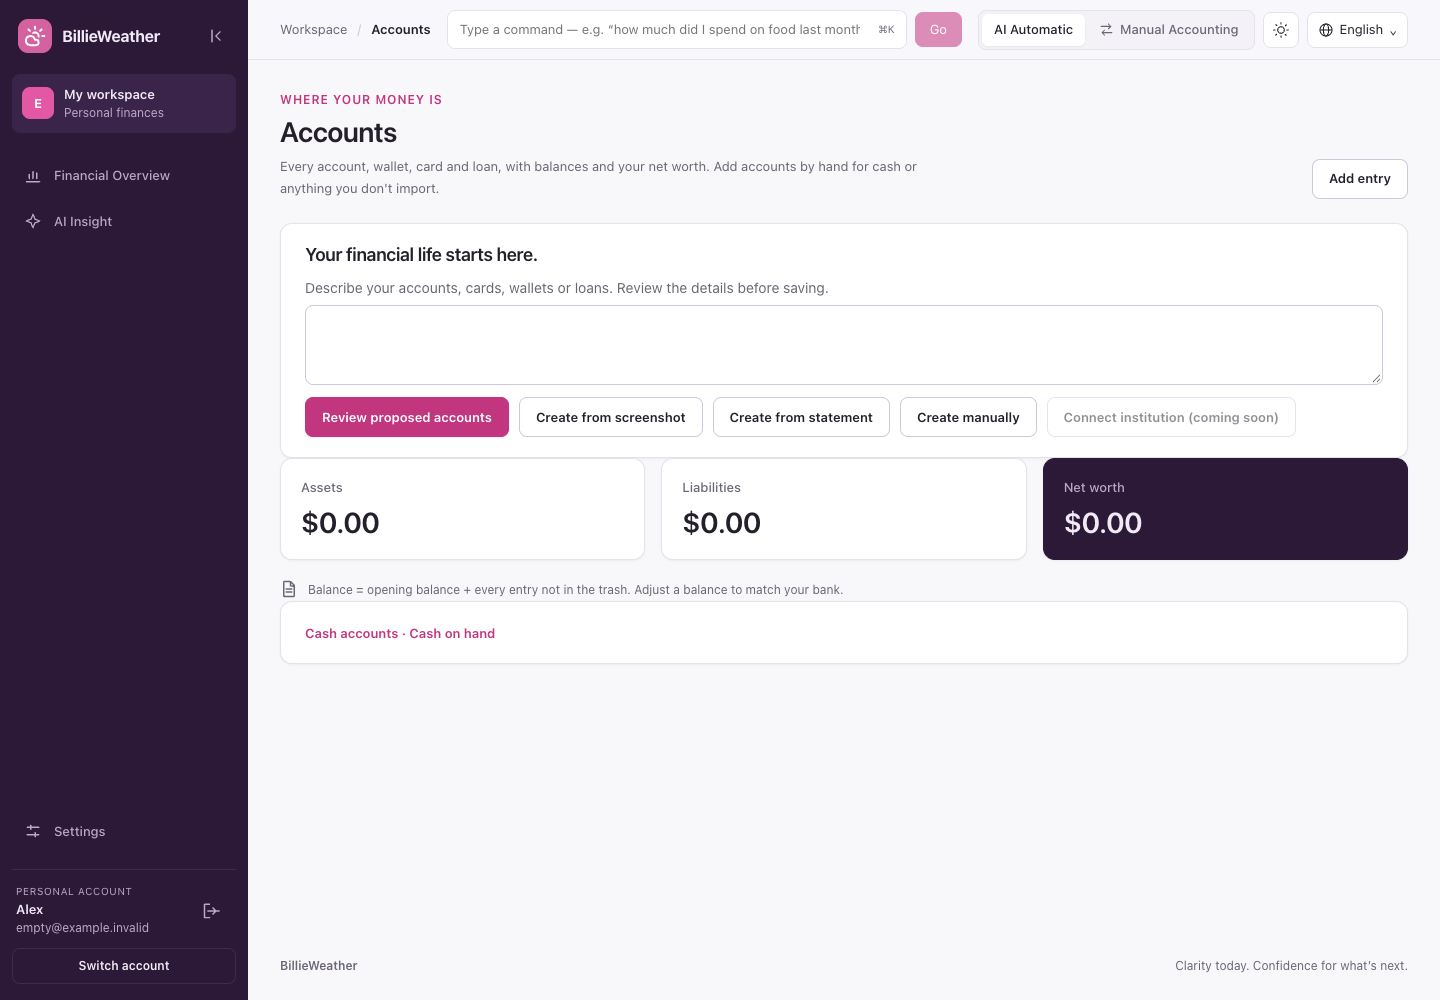 BillieWeather
E
My workspace
Personal finances
Financial Overview
AI Insight
Settings
PERSONAL ACCOUNT
Alex
empty@example.invalid
Switch account
Workspace / Accounts
Type a command — e.g. “how much did I spend on food last month
⌘K
Go
AI Automatic
Manual Accounting
English
WHERE YOUR MONEY IS
Accounts
Every account, wallet, card and loan, with balances and your net worth. Add accounts by hand for cash or
anything you don't import.
Add entry
Your financial life starts here.
Describe your accounts, cards, wallets or loans. Review the details before saving.
Review proposed accounts
Create from screenshot
Create from statement
Create manually
Connect institution (coming soon)
Assets
$0.00
Liabilities
$0.00
Net worth
$0.00
Balance = opening balance + every entry not in the trash. Adjust a balance to match your bank.
Cash accounts · Cash on hand
BillieWeather
Clarity today. Confidence for what's next.